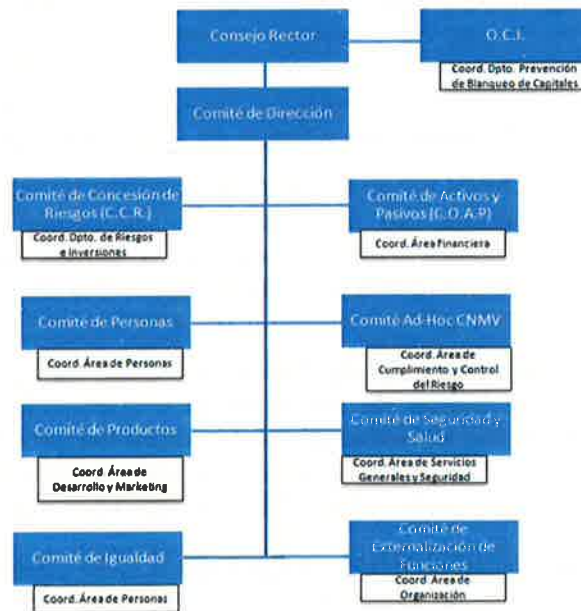 Consejo Rector
O.C.I.
Coord. Dpto. Prevención
de Blanqueo de Capitales
Comité de Dirección
Comité de Concesión de
Riesgos (C.C.R.)
Coord. Dpto. de Riesgos
e Inversiones
Comité de Activos y
Pasivos (C.O.A.P)
Coord. Área Financiera
Comité de Personas
Coord. Área de Personas
Comité Ad-Hoc CNMV
Coord. Área de
Cumplimiento y Control
del Riesgo
Comité de Productos
Coord. Área de
Desarrollo y Marketing
Comité de Seguridad y
Salud
Coord. Área de Servicios
Generales y Seguridad
Comité de Igualdad
Coord. Área de Personas
Comité de
Externalización de
Funciones
Coord. Área de
Organización